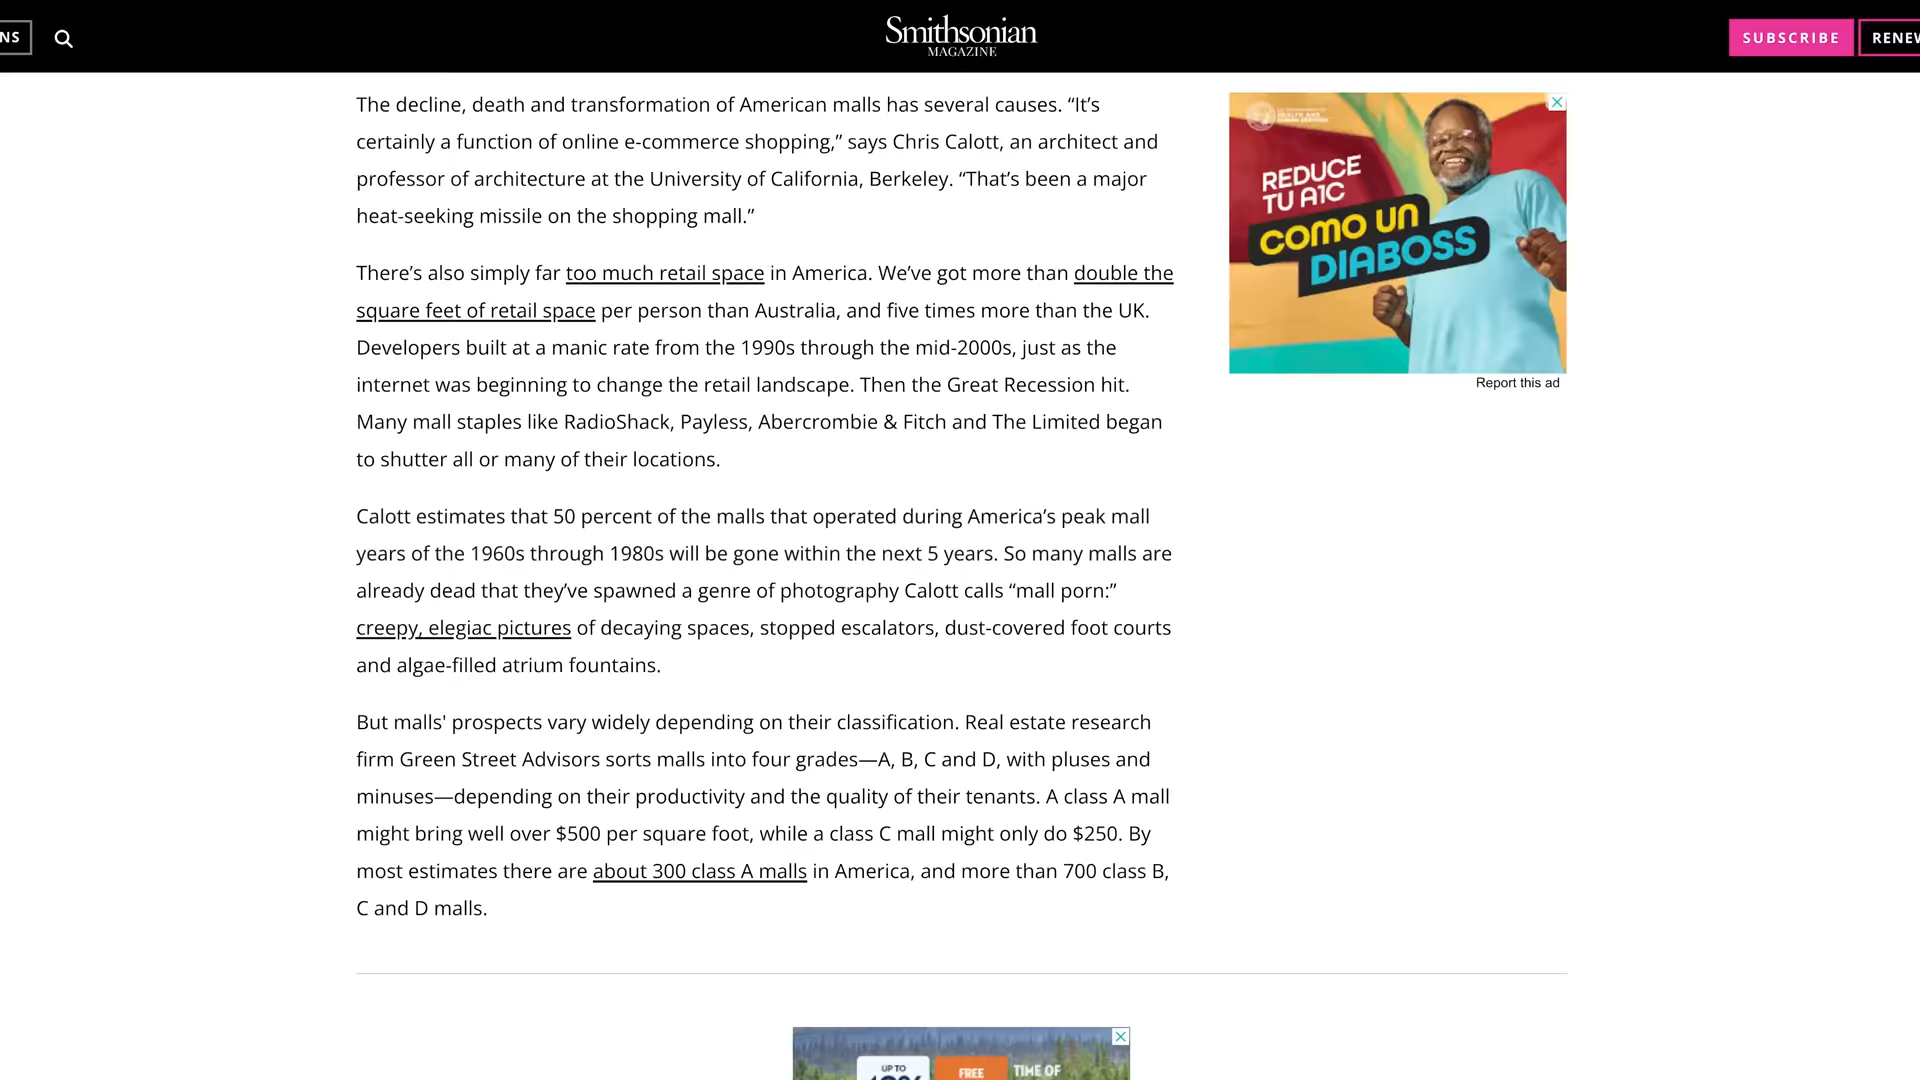 NS
Smithsonian
MAGAZINE
SUBSCRIBE
RENEW
The decline, death and transformation of American malls has several causes. “It’s
certainly a function of online e-commerce shopping,” says Chris Calott, an architect and
professor of architecture at the University of California, Berkeley. “That’s been a major
heat-seeking missile on the shopping mall.”
There’s also simply far too much retail space in America. We’ve got more than double the
square feet of retail space per person than Australia, and five times more than the UK.
Developers built at a manic rate from the 1990s through the mid-2000s, just as the
internet was beginning to change the retail landscape. Then the Great Recession hit.
Many mall staples like RadioShack, Payless, Abercrombie & Fitch and The Limited began
to shutter all or many of their locations.
Calott estimates that 50 percent of the malls that operated during America’s peak mall
years of the 1960s through 1980s will be gone within the next 5 years. So many malls are
already dead that they’ve spawned a genre of photography Calott calls “mall porn:”
creepy, elegiac pictures of decaying spaces, stopped escalators, dust-covered foot courts
and algae-filled atrium fountains.
But malls' prospects vary widely depending on their classification. Real estate research
firm Green Street Advisors sorts malls into four grades—A, B, C and D, with pluses and
minuses—depending on their productivity and the quality of their tenants. A class A mall
might bring well over $500 per square foot, while a class C mall might only do $250. By
most estimates there are about 300 class A malls in America, and more than 700 class B,
C and D malls.
HEALTH AND
REDUCE
TU A1C
COMO UN
DIABOSS
Report this ad
UP TO
FREE
TIME OF